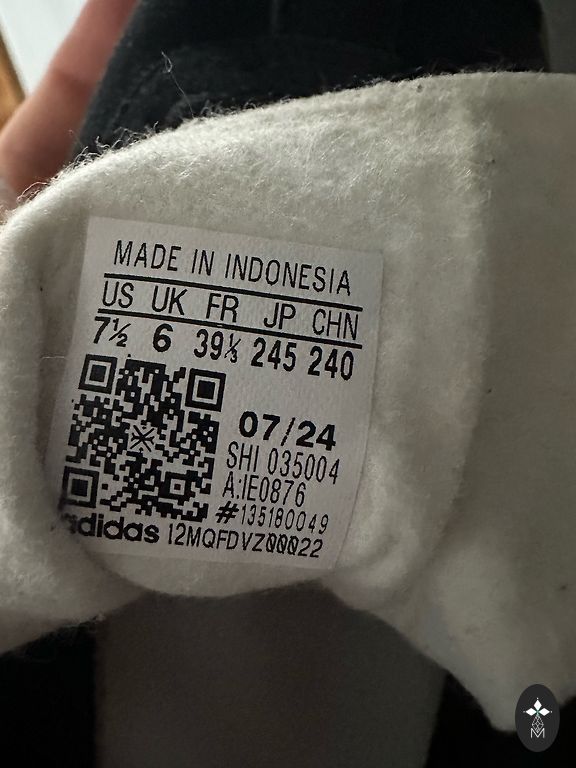 MADE IN INDONESIA
US UK FR JP CHN
7½ 6 39⅓ 245 240
07/24
SHI 035004
A:IE0876
#135180049
adidas 12MQFDVZ00022
M